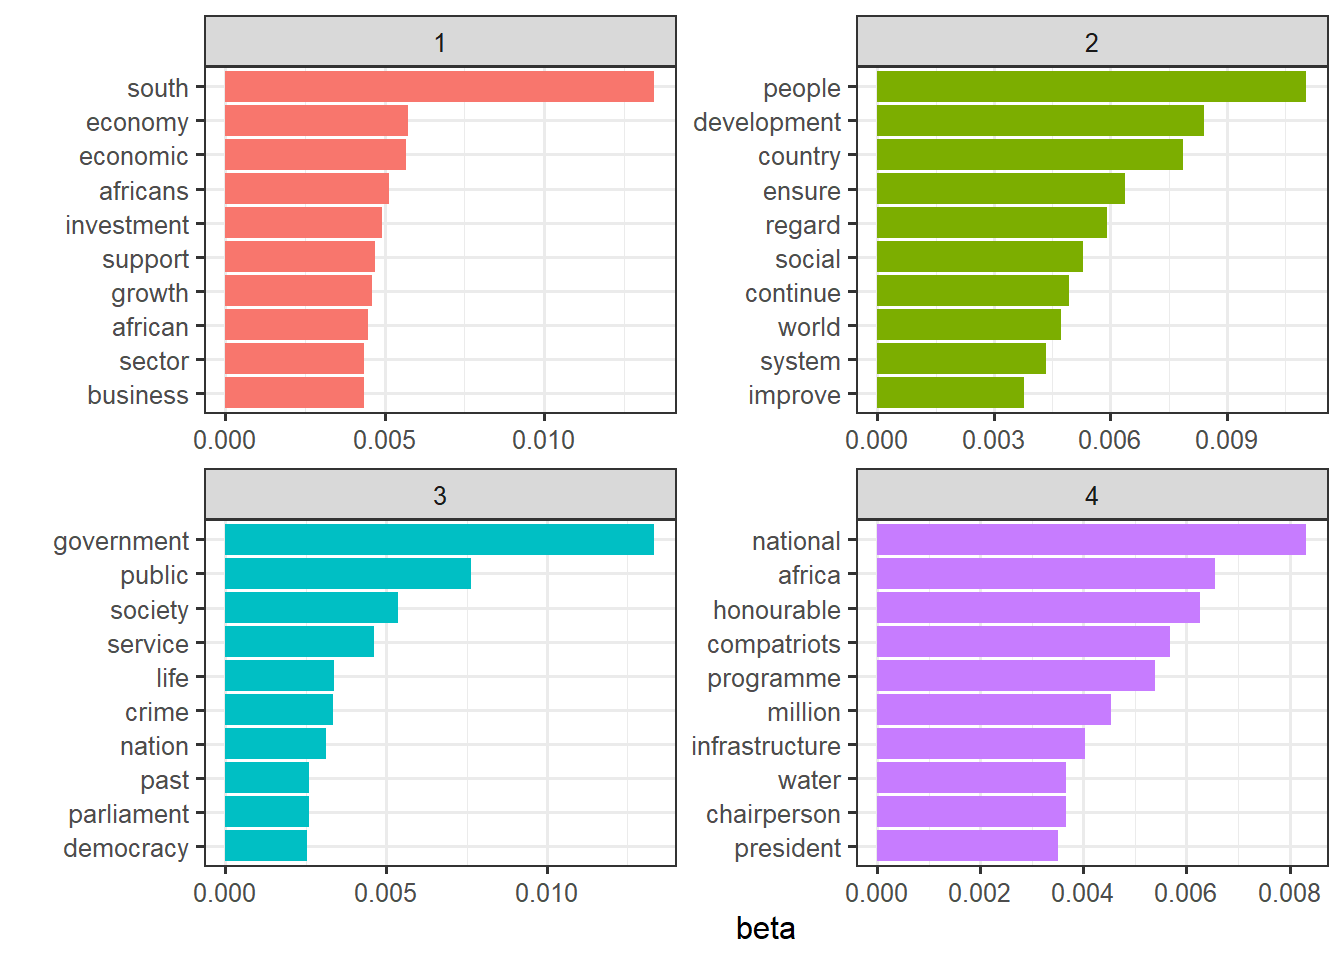 1
south
economy
economic
africans
investment
support
growth
african
sector
business
0.000 0.005 0.010
2
people
development
country
ensure
regard
social
continue
world
system
improve
0.000 0.003 0.006 0.009
3
government
public
society
service
life
crime
nation
past
parliament
democracy
0.000 0.005 0.010
4
national
africa
honourable
compatriots
programme
million
infrastructure
water
chairperson
president
0.000 0.002 0.004 0.006 0.008
beta